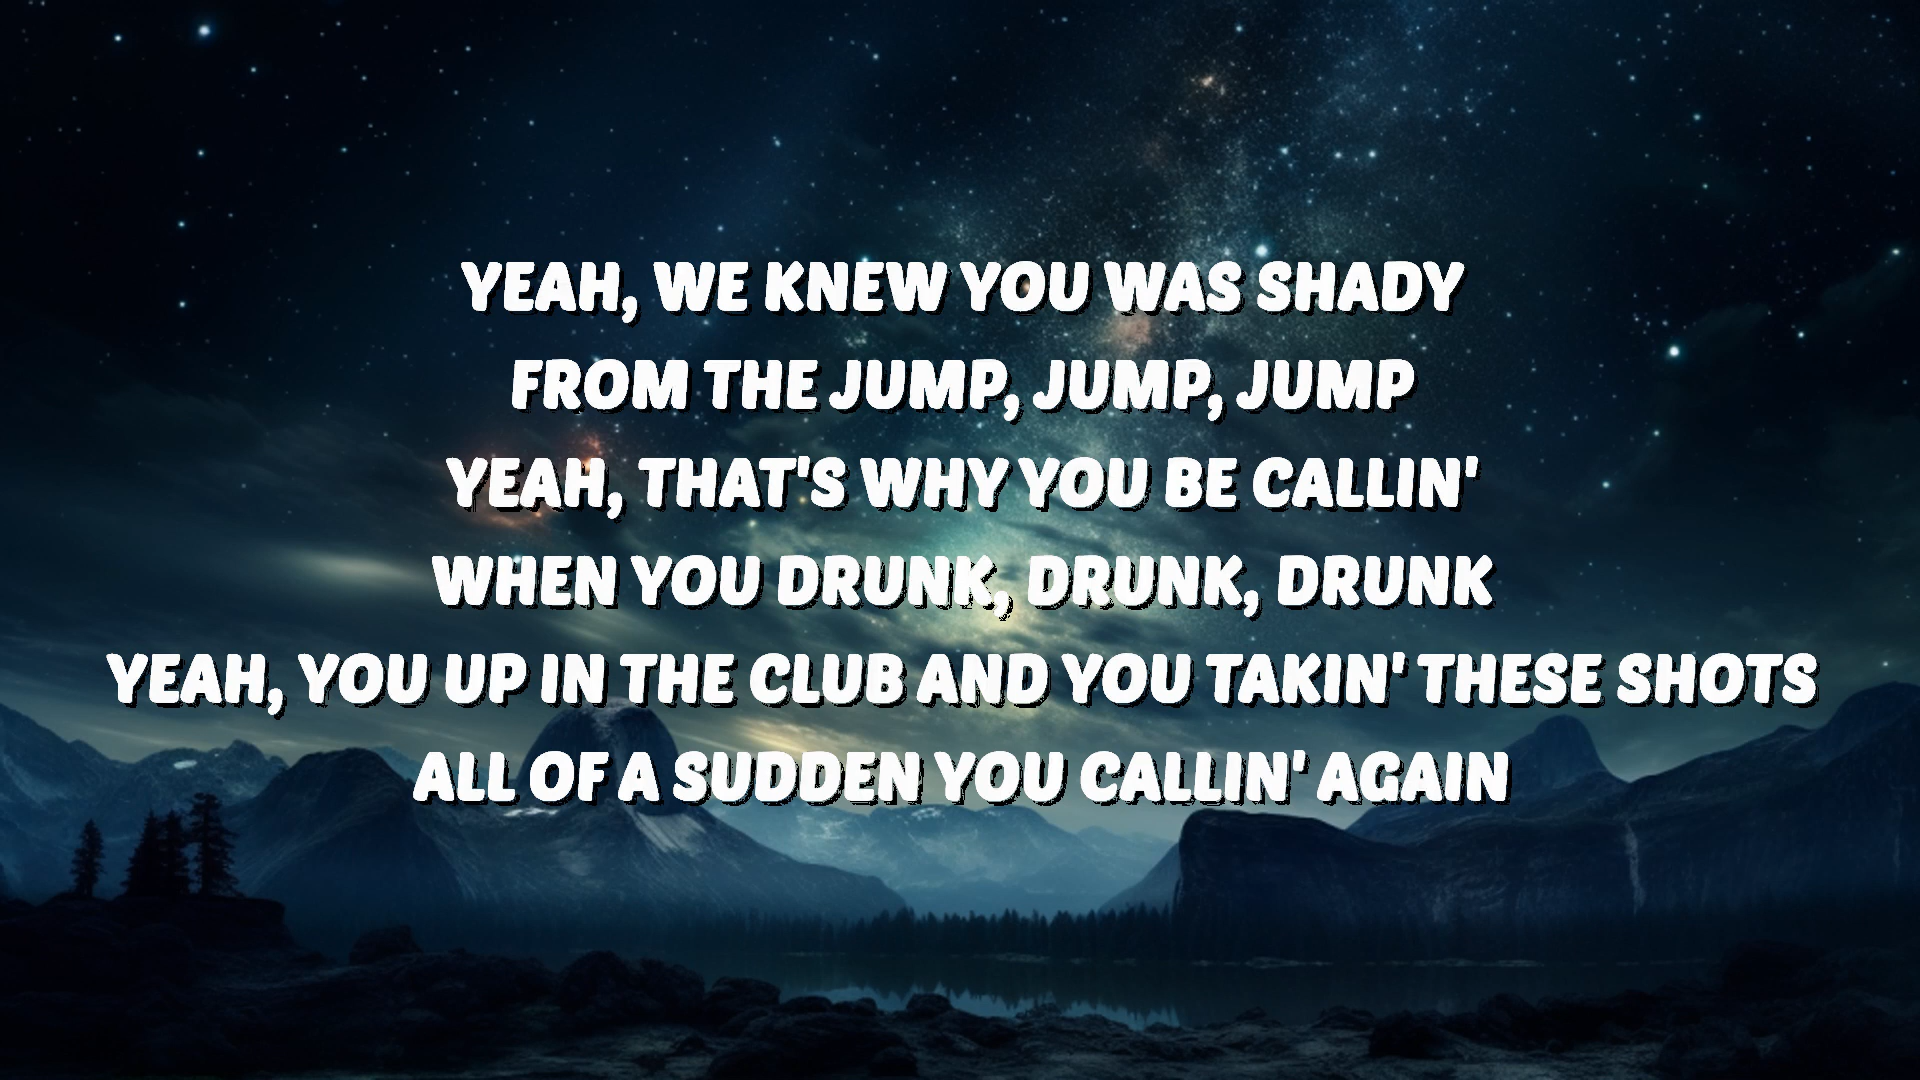 YEAH, WE KNEW YOU WAS SHADY
FROM THE JUMP, JUMP, JUMP
YEAH, THAT'S WHY YOU BE CALLIN'
WHEN YOU DRUNK, DRUNK, DRUNK
YEAH, YOU UP IN THE CLUB AND YOU TAKIN' THESE SHOTS
ALL OF A SUDDEN YOU CALLIN' AGAIN